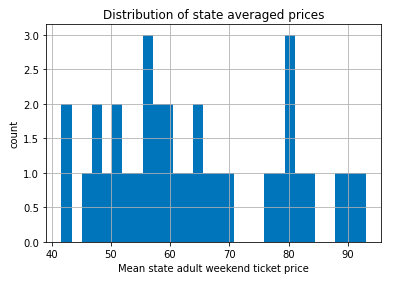 Distribution of state averaged prices
3.0
2.5
2.0
1.5
1.0
0.5
0.0
count
40 50 60 70 80 90
Mean state adult weekend ticket price